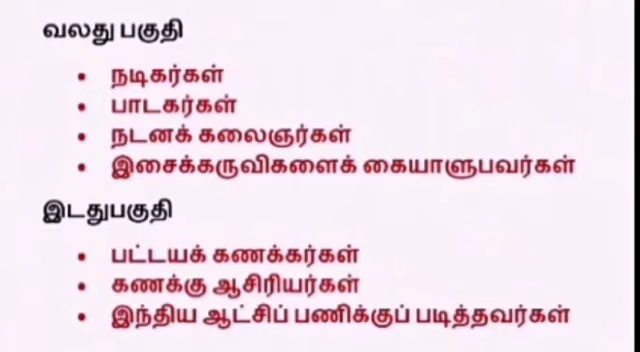 வலது பகுதி
• நடிகர்கள்
• பாடகர்கள்
• நடனக் கலைஞர்கள்
• இசைக்கருவிகளைக் கையாளுபவர்கள்
இடதுபகுதி
• பட்டயக் கணக்கர்கள்
• கணக்கு ஆசிரியர்கள்
• இந்திய ஆட்சிப் பணிக்குப் படித்தவர்கள்